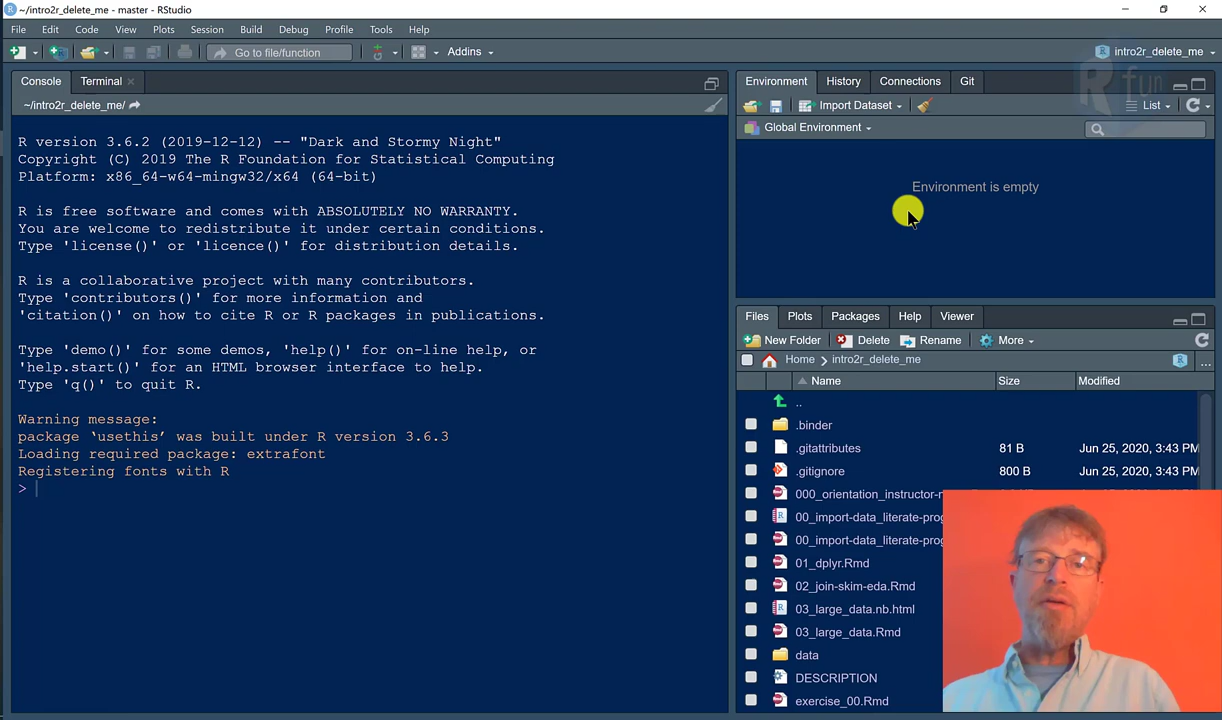 ~/intro2r_delete_me - master - RStudio
File Edit Code View Plots Session Build Debug Profile Tools Help
Go to file/function Addins intro2r_delete_me
Console Terminal
~/intro2r_delete_me/
R version 3.6.2 (2019-12-12) -- "Dark and Stormy Night"
Copyright (C) 2019 The R Foundation for Statistical Computing
Platform: x86_64-w64-mingw32/x64 (64-bit)
R is free software and comes with ABSOLUTELY NO WARRANTY.
You are welcome to redistribute it under certain conditions.
Type 'license()' or 'licence()' for distribution details.
R is a collaborative project with many contributors.
Type 'contributors()' for more information and
'citation()' on how to cite R or R packages in publications.
Type 'demo()' for some demos, 'help()' for on-line help, or
'help.start()' for an HTML browser interface to help.
Type 'q()' to quit R.
Warning message:
package ‘usethis’ was built under R version 3.6.3
Loading required package: extrafont
Registering fonts with R
>
Environment History Connections Git
R fun
Import Dataset List
Global Environment
Environment is empty
Files Plots Packages Help Viewer
New Folder Delete Rename More
Home intro2r_delete_me ...
Name Size Modified
..
.binder
.gitattributes 81 B Jun 25, 2020, 3:43 PM
.gitignore 800 B Jun 25, 2020, 3:43 PM
000_orientation_instructor-
00_import-data_literate-prog
00_import-data_literate-prog
01_dplyr.Rmd
02_join-skim-eda.Rmd
03_large_data.nb.html
03_large_data.Rmd
data
DESCRIPTION
exercise_00.Rmd